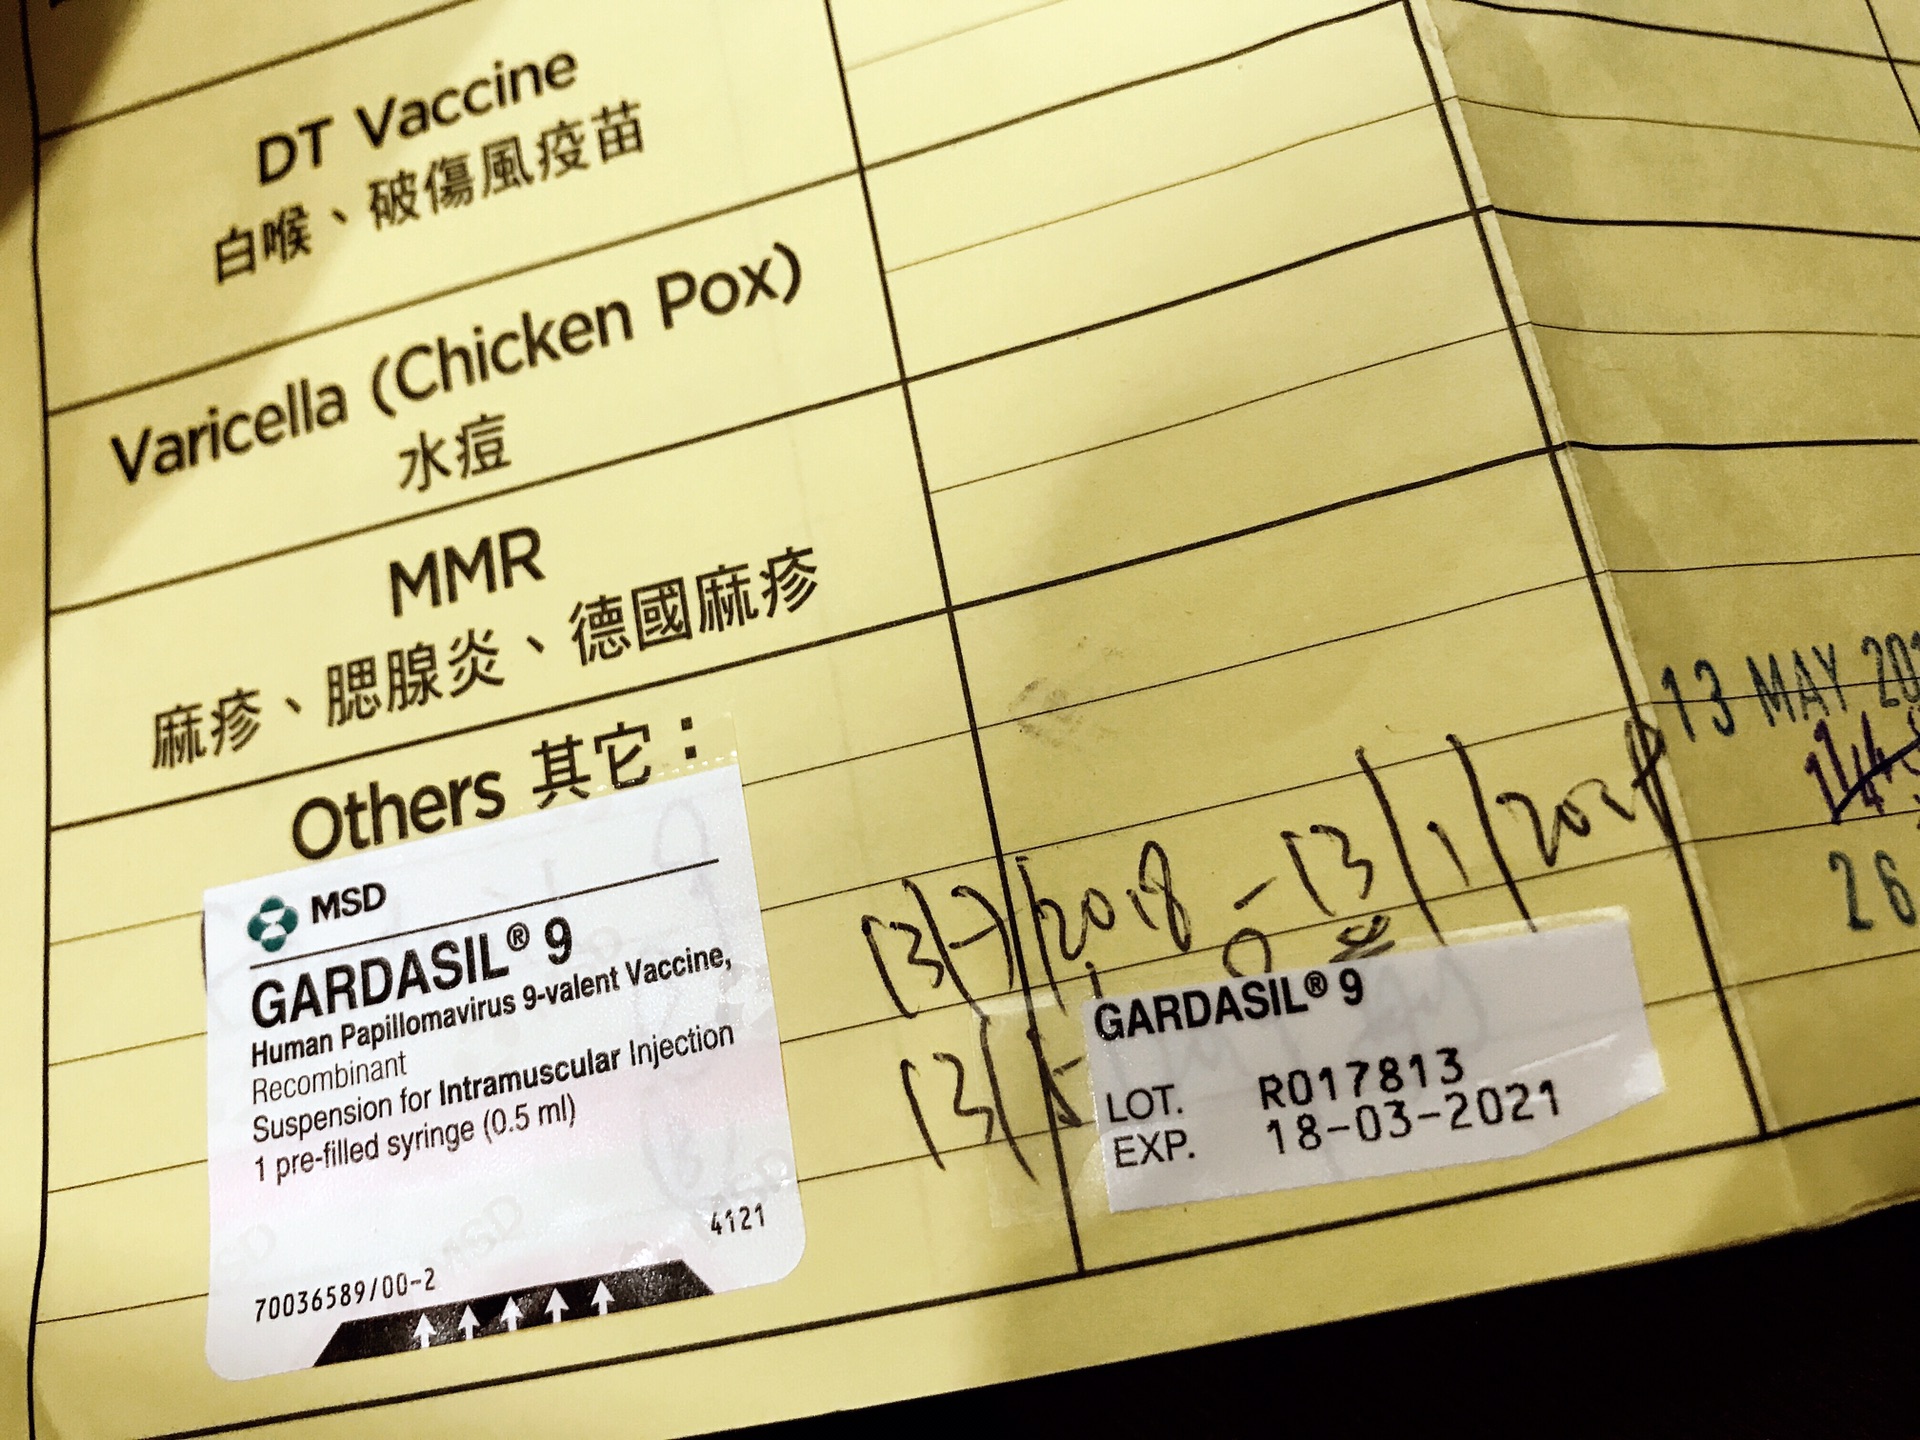 DT Vaccine
白喉、破傷風疫苗
Varicella (Chicken Pox)
水痘
MMR
麻疹、腮腺炎、德國麻疹
Others 其它：
MSD
GARDASIL® 9
Human Papillomavirus 9-valent Vaccine,
Recombinant
Suspension for Intramuscular Injection
1 pre-filled syringe (0.5 ml)
4121
70036589/00-2
13/7/2018 - 13/1/
13/5
GARDASIL® 9
LOT. R017813
EXP. 18-03-2021
13 MAY
26